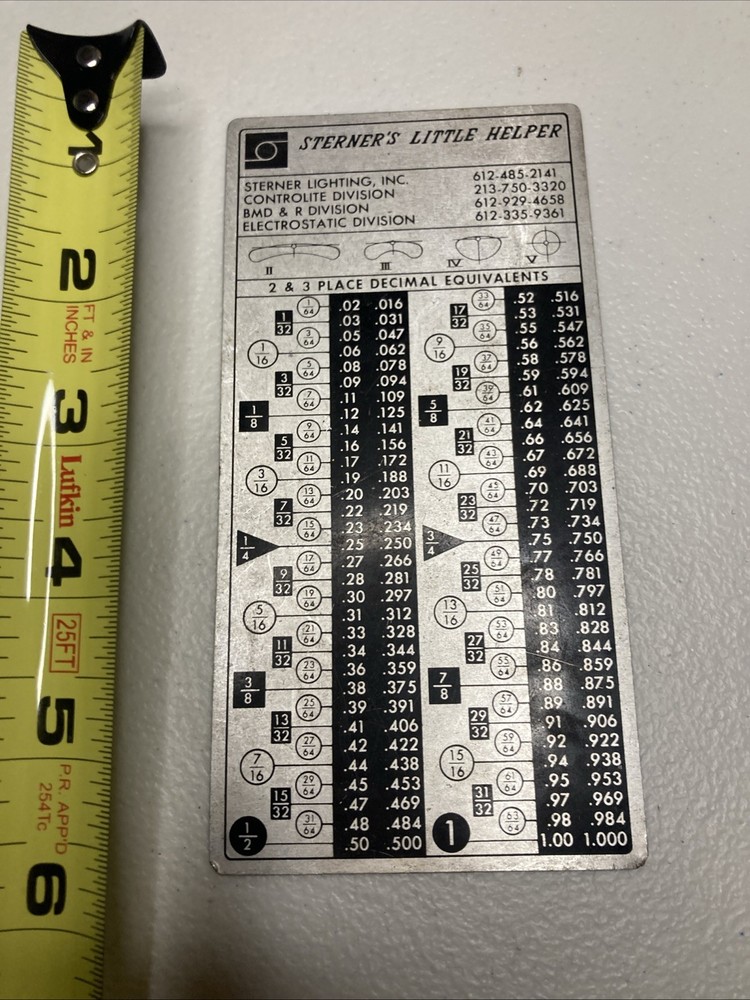 1
2
FT & IN
INCHES
3
Lufkin
4
25FT
5
P.R. APP'D
254Tc
6
STERNER'S LITTLE HELPER
STERNER LIGHTING, INC. 612-485-2141
CONTROLITE DIVISION 213-750-3320
BMD & R DIVISION 612-929-4658
ELECTROSTATIC DIVISION 612-335-9361
II III IV V
2 & 3 PLACE DECIMAL EQUIVALENTS
1/64 .02 .016
1/32 .03 .031
3/64 .05 .047
1/16 .06 .062
5/64 .08 .078
3/32 .09 .094
7/64 .11 .109
1/8 .12 .125
9/64 .14 .141
5/32 .16 .156
11/64 .17 .172
3/16 .19 .188
13/64 .20 .203
7/32 .22 .219
15/64 .23 .234
1/4 .25 .250
17/64 .27 .266
9/32 .28 .281
19/64 .30 .297
5/16 .31 .312
21/64 .33 .328
11/32 .34 .344
23/64 .36 .359
3/8 .38 .375
25/64 .39 .391
13/32 .41 .406
27/64 .42 .422
7/16 .44 .438
29/64 .45 .453
15/32 .47 .469
31/64 .48 .484
1/2 .50 .500
33/64 .52 .516
17/32 .53 .531
35/64 .55 .547
9/16 .56 .562
37/64 .58 .578
19/32 .59 .594
39/64 .61 .609
5/8 .62 .625
41/64 .64 .641
21/32 .66 .656
43/64 .67 .672
11/16 .69 .688
45/64 .70 .703
23/32 .72 .719
47/64 .73 .734
3/4 .75 .750
49/64 .77 .766
25/32 .78 .781
51/64 .80 .797
13/16 .81 .812
53/64 .83 .828
27/32 .84 .844
55/64 .86 .859
7/8 .88 .875
57/64 .89 .891
29/32 .91 .906
59/64 .92 .922
15/16 .94 .938
61/64 .95 .953
31/32 .97 .969
63/64 .98 .984
1 1.00 1.000